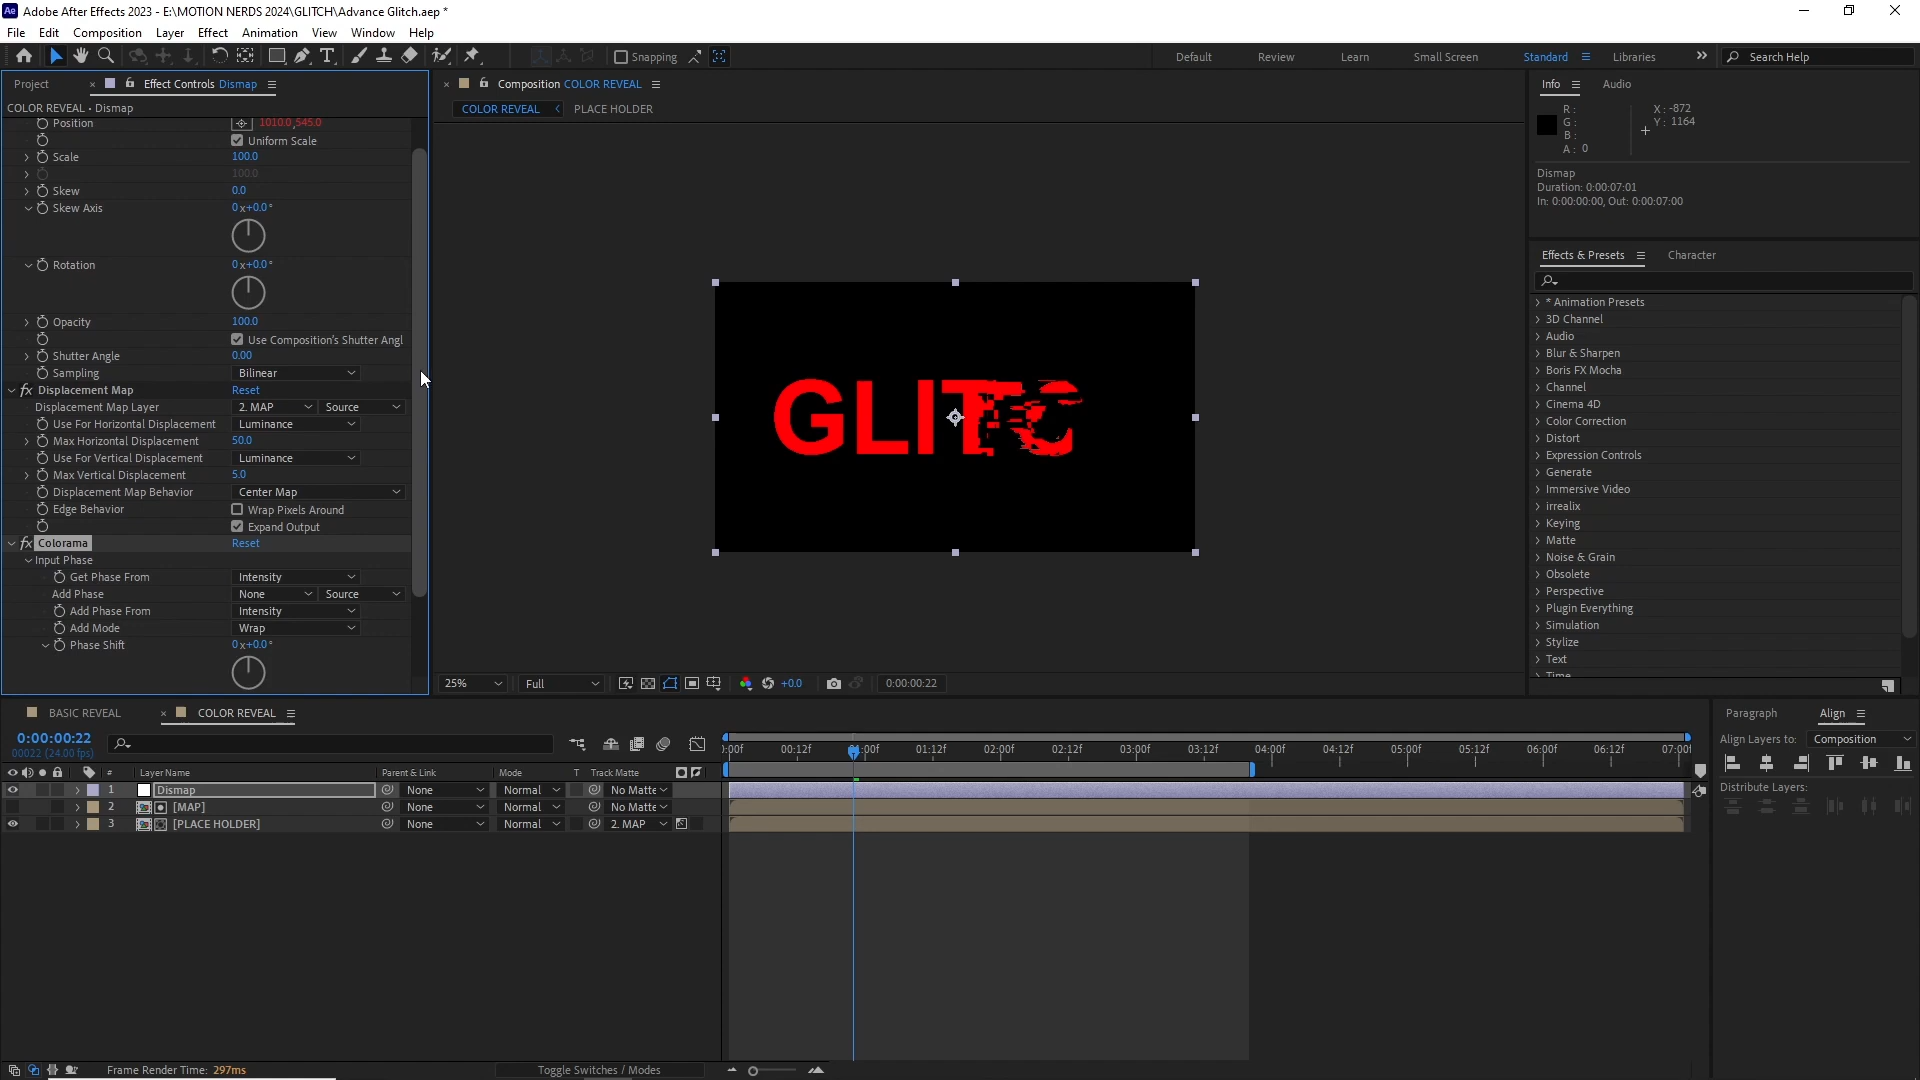 Adobe After Effects 2023 - E:\MOTION NERDS 2024\GLITCH\Advance Glitch.aep *
File Edit Composition Layer Effect Animation View Window Help
Snapping
Default Review Learn Small Screen Standard Libraries Search Help
Project Effect Controls Dismap
COLOR REVEAL • Dismap
Position 1010.0,545.0
Uniform Scale
Scale 100.0
100.0
Skew 0.0
Skew Axis 0x+0.0°
Rotation 0x+0.0°
Opacity 100.0
Use Composition's Shutter Angl
Shutter Angle 0.00
Sampling Bilinear
fx Displacement Map Reset
Displacement Map Layer 2. MAP Source
Use For Horizontal Displacement Luminance
Max Horizontal Displacement 50.0
Use For Vertical Displacement Luminance
Max Vertical Displacement 5.0
Displacement Map Behavior Center Map
Edge Behavior Wrap Pixels Around
Expand Output
fx Colorama Reset
Input Phase
Get Phase From Intensity
Add Phase None Source
Add Phase From Intensity
Add Mode Wrap
Phase Shift 0x+0.0°
Composition COLOR REVEAL
COLOR REVEAL < PLACE HOLDER
GLITC
25% Full +0.0 0:00:00:22
Info Audio
R: X: -872
G: Y: 1164
B:
A: 0
Dismap
Duration: 0:00:07:01
In: 0:00:00:00, Out: 0:00:07:00
Effects & Presets Character
* Animation Presets
3D Channel
Audio
Blur & Sharpen
Boris FX Mocha
Channel
Cinema 4D
Color Correction
Distort
Expression Controls
Generate
Immersive Video
irrealix
Keying
Matte
Noise & Grain
Obsolete
Perspective
Plugin Everything
Simulation
Stylize
Text
Time
BASIC REVEAL COLOR REVEAL
0:00:00:22
00022 (24.00 fps)
# Layer Name Parent & Link Mode T Track Matte
1 Dismap None Normal No Matte
2 [MAP] None Normal No Matte
3 [PLACE HOLDER] None Normal 2. MAP
):00f 00:12f 01:00f 01:12f 02:00f 02:12f 03:00f 03:12f 04:00f 04:12f 05:00f 05:12f 06:00f 06:12f 07:00f
Paragraph Align
Align Layers to: Composition
Distribute Layers:
Frame Render Time: 297ms Toggle Switches / Modes